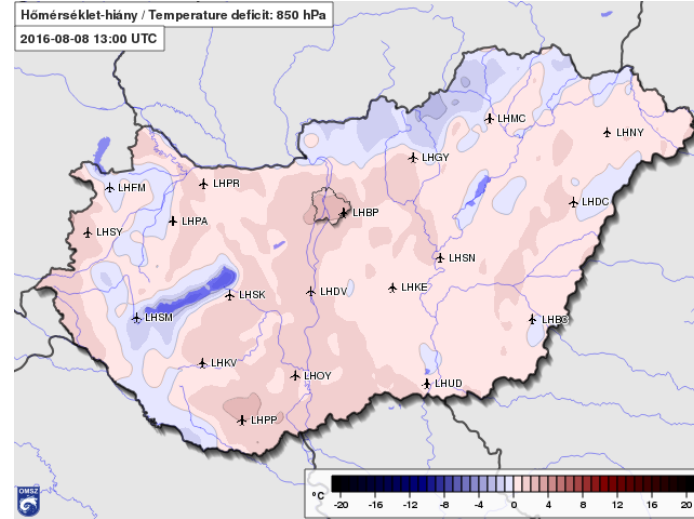 Hőmérséklet-hiány / Temperature deficit: 850 hPa
2016-08-08 13:00 UTC
LHMC
LHNY
LHGY
LHFM
LHPR
LHDC
LHBP
LHPA
LHSY
LHSN
LHKE
LHDV
LHSK
LHSM
LHBC
LHKV
LHOY
LHUD
LHPP
OMSZ
°C
-20 -16 -12 -8 -4 0 4 8 12 16 20